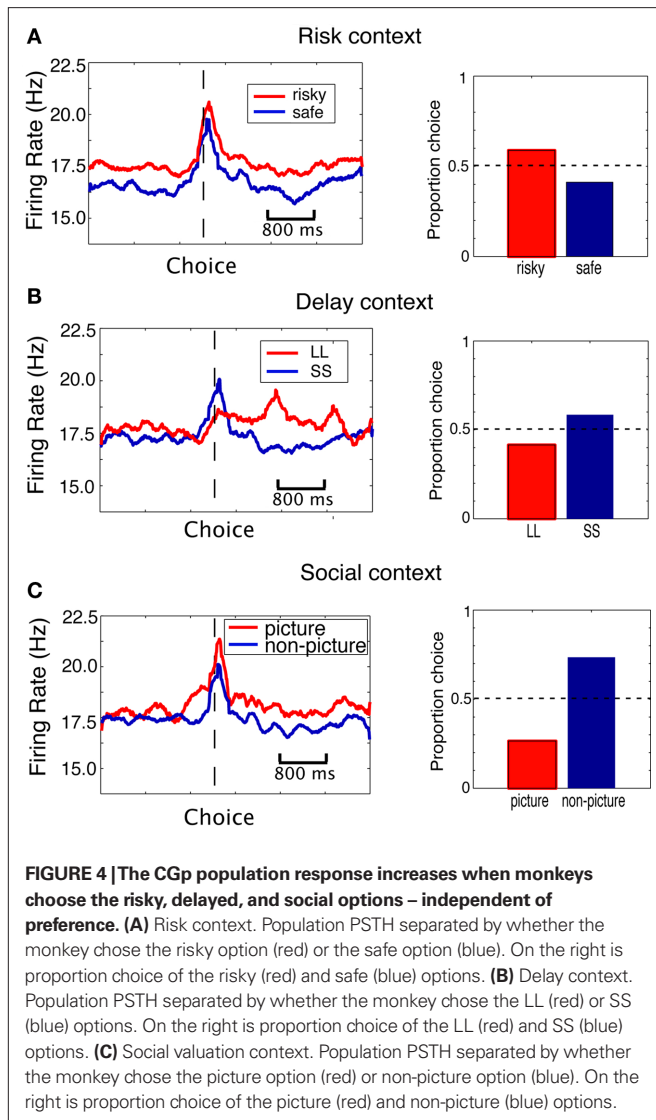 A
Risk context
22.5
20.0
17.5
15.0
Firing Rate (Hz)
risky
safe
800 ms
Choice
1
0.5
0
Proportion choice
risky safe
B
Delay context
22.5
20.0
17.5
15.0
Firing Rate (Hz)
LL
SS
800 ms
Choice
1
0.5
0
Proportion choice
LL SS
C
Social context
22.5
20.0
17.5
15.0
Firing Rate (Hz)
picture
non-picture
800 ms
Choice
1
0.5
0
Proportion choice
picture non-picture
FIGURE 4 | The CGp population response increases when monkeys
choose the risky, delayed, and social options – independent of
preference. (A) Risk context. Population PSTH separated by whether the
monkey chose the risky option (red) or the safe option (blue). On the right is
proportion choice of the risky (red) and safe (blue) options. (B) Delay context.
Population PSTH separated by whether the monkey chose the LL (red) or SS
(blue) options. On the right is proportion choice of the LL (red) and SS (blue)
options. (C) Social valuation context. Population PSTH separated by whether
the monkey chose the picture option (red) or non-picture option (blue). On the
right is proportion choice of the picture (red) and non-picture (blue) options.